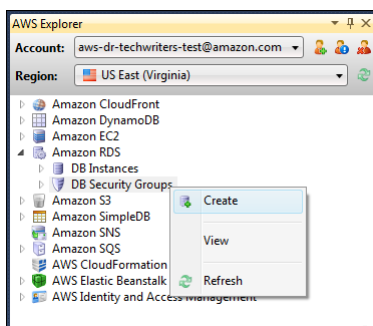 AWS Explorer
Account: aws-dr-techwriters-test@amazon.com
Region: US East (Virginia)
Amazon CloudFront
Amazon DynamoDB
Amazon EC2
Amazon RDS
DB Instances
DB Security Groups
Create
Amazon S3
Amazon SimpleDB
View
Amazon SNS
Amazon SQS
AWS CloudFormation
Refresh
AWS Elastic Beanstalk
AWS Identity and Access Management